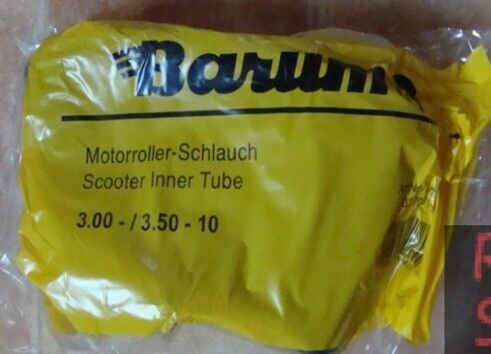 Barum
Motorroller-Schlauch
Scooter Inner Tube
3.00 - / 3.50 - 10